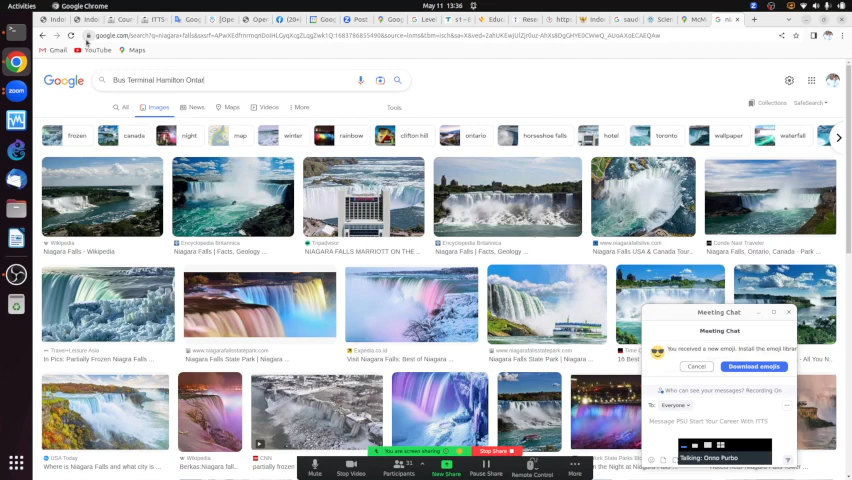 Activities
Google Chrome
May 11 13:36
google.com/search?q=niagara+falls&sxsrf=
Gmail
YouTube
Maps
Google
Bus Terminal Hamilton Ontar
Collections
SafeSearch
All
Images
News
Maps
Videos
More
Tools
frozen
canada
night
map
winter
rainbow
clifton hill
ontario
horseshoe falls
hotel
toronto
wallpaper
waterfall
Wikipedia
Niagara Falls - Wikipedia
Encyclopedia Britannica
Niagara Falls | Facts, Geology ...
Tripadvisor
NIAGARA FALLS MARRIOTT ON THE ...
Encyclopedia Britannica
Niagara Falls | Facts, Geology ...
www.niagarafallslive.com
Niagara Falls USA & Canada Tour...
Conde Nast Traveler
Niagara Falls, Ontario, Canada - Park ...
Travel+Leisure Asia
In Pics: Partially Frozen Niagara Falls ...
www.niagarafallsstatepark.com
Niagara Falls State Park ...
Expedia.co.id
Visit Niagara Falls: Best of Niagara ...
www.niagarafallsstatepark.com
Niagara Falls State Park | Niagara ...
zoom
Meeting Chat
Meeting Chat
You received a new emoji. Install the emoji librar
Cancel
Download emojis
Who can see your messages? Recording On
To: Everyone
Message PSU Start Your Career With ITTS
Talking: Onno Purbo
USA Today
Where is Niagara Falls and what city is ...
Wikipedia
Berkas:Niagara fall...
CNN
partially frozen
You are screen sharing
Stop Share
Mute
Stop Video
31
Participants
New Share
Pause Share
Remote Control
More